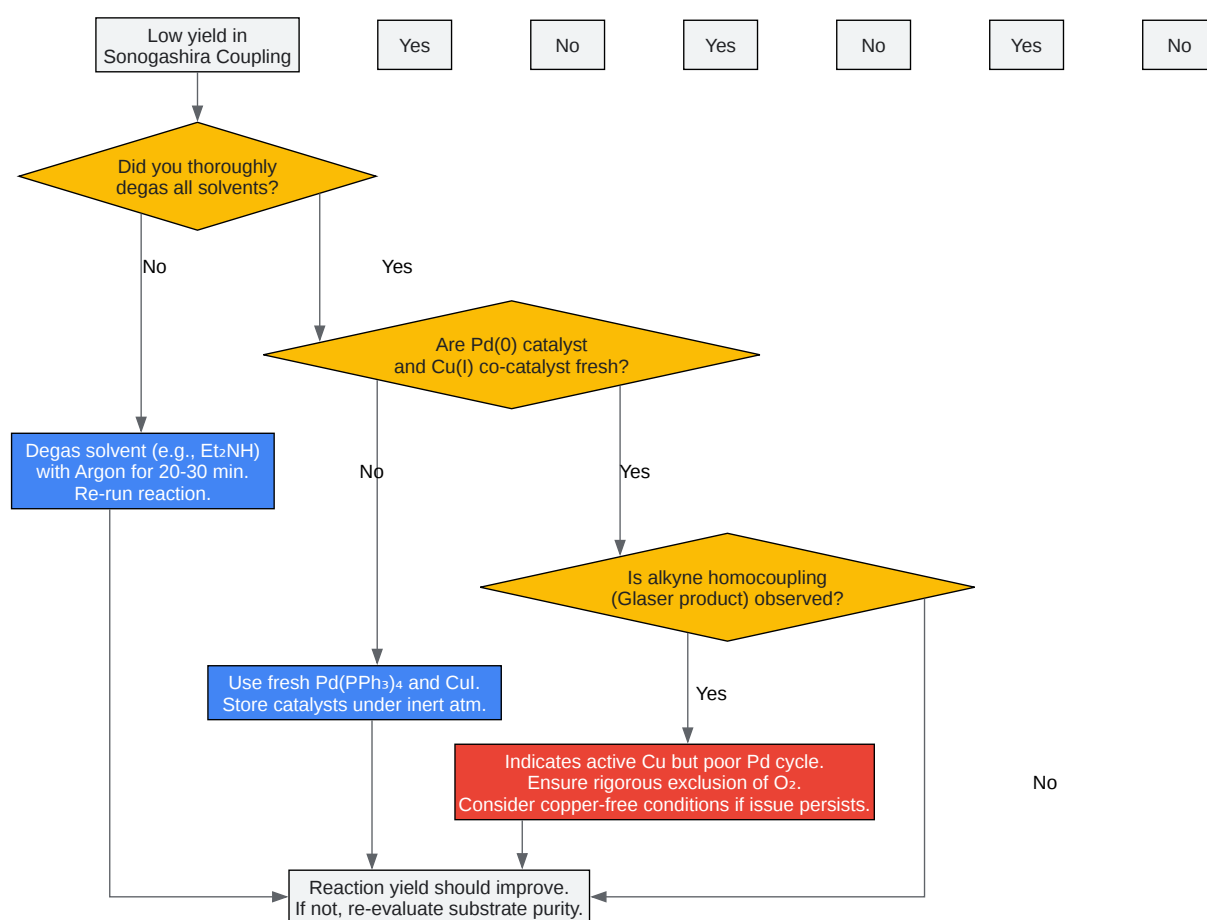 Low yield in
Sonogashira Coupling
Yes
No
Yes
No
Yes
No
Did you thoroughly
degas all solvents?
No
Yes
Are Pd(0) catalyst
and Cu(I) co-catalyst fresh?
Degas solvent (e.g., Et₂NH)
with Argon for 20-30 min.
Re-run reaction.
No
Yes
Is alkyne homocoupling
(Glaser product) observed?
Use fresh Pd(PPh₃)₄ and CuI.
Store catalysts under inert atm.
Yes
Indicates active Cu but poor Pd cycle.
Ensure rigorous exclusion of O₂.
Consider copper-free conditions if issue persists.
No
Reaction yield should improve.
If not, re-evaluate substrate purity.